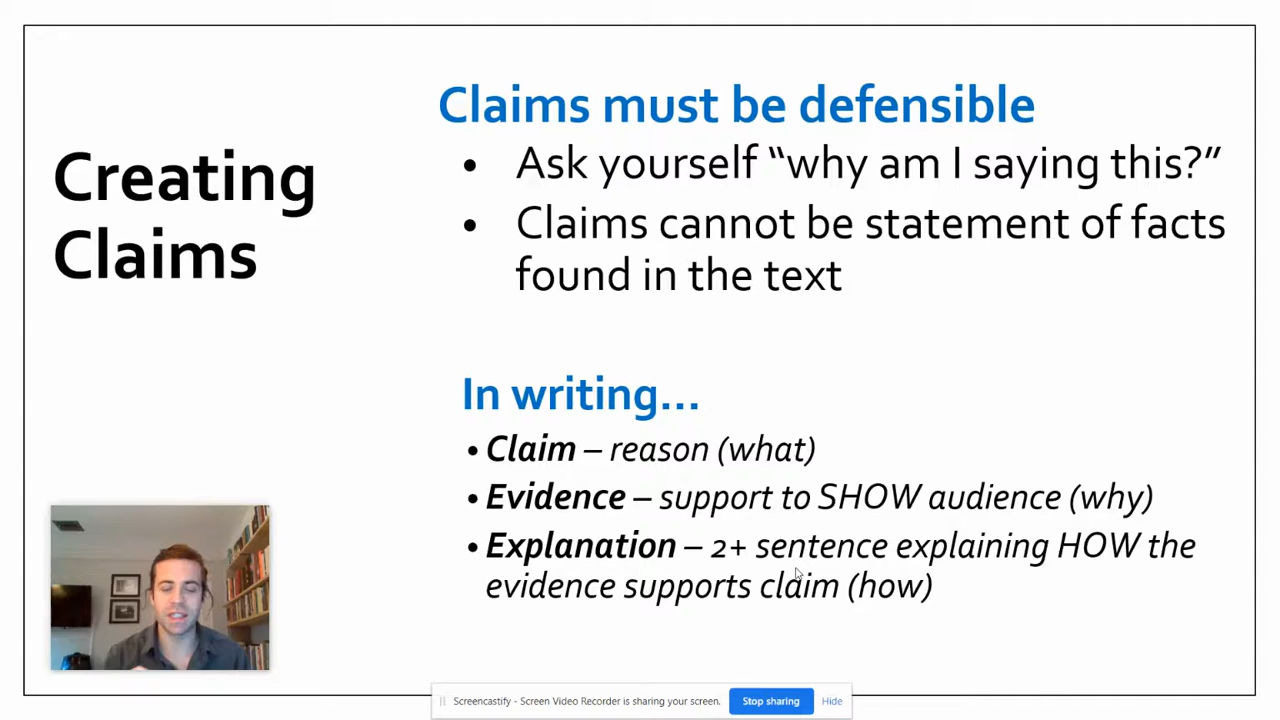 Creating
Claims
Claims must be defensible
• Ask yourself “why am I saying this?”
• Claims cannot be statement of facts
found in the text
In writing…
• Claim – reason (what)
• Evidence – support to SHOW audience (why)
• Explanation – 2+ sentence explaining HOW the
evidence supports claim (how)
Screencastify - Screen Video Recorder is sharing your screen. Stop sharing Hide